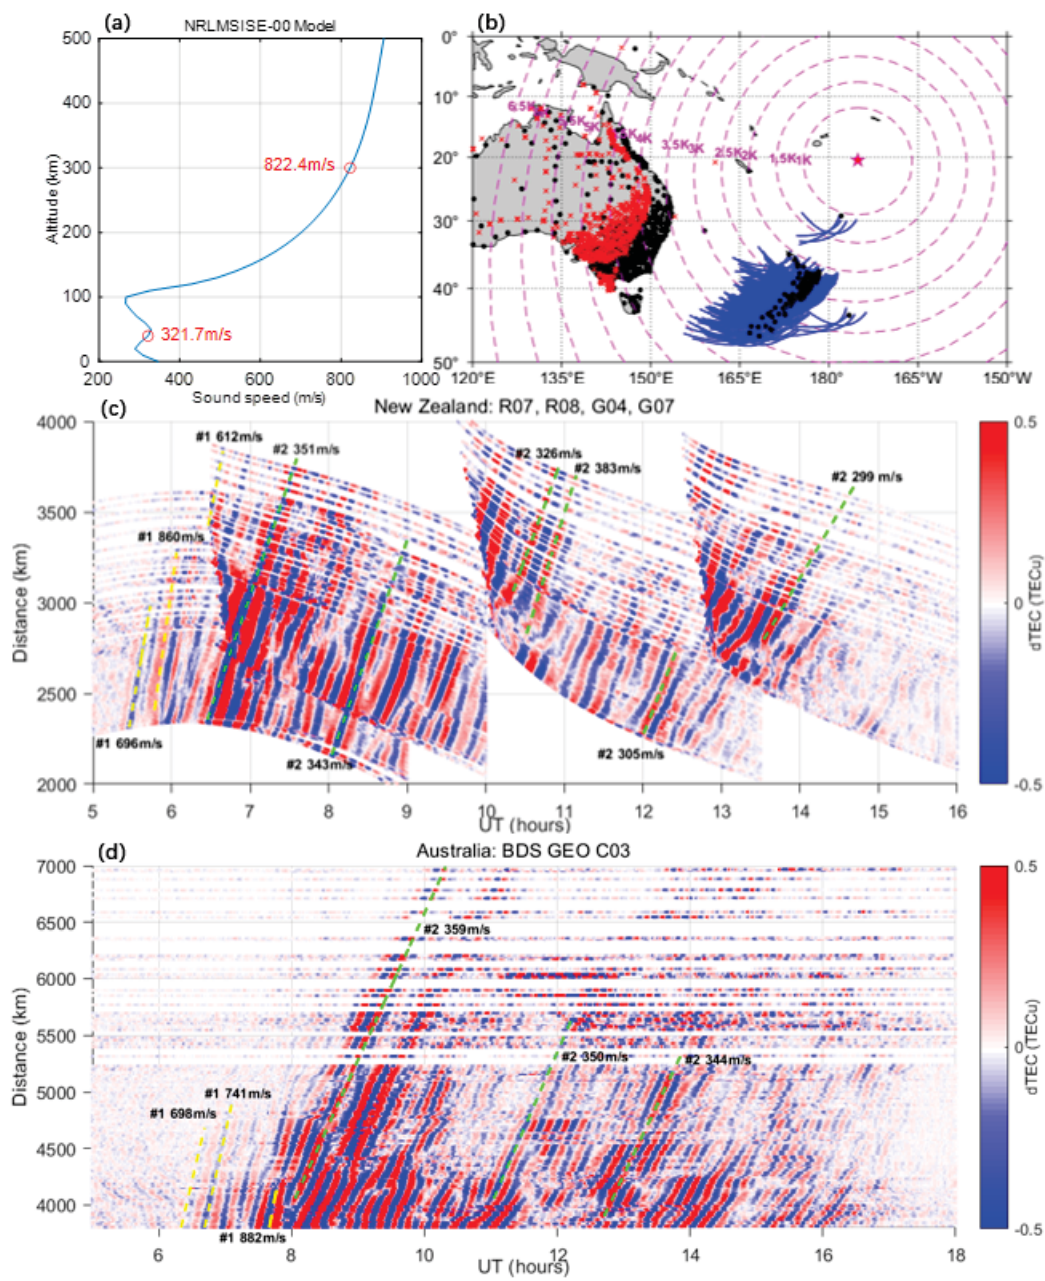 (a)
NRLMSISE-00 Model
500
400
300
200
100
0
Altitude (km)
822.4m/s
321.7m/s
200
400
600
800
1000
Sound speed (m/s)
(b)
0°
10°
20°
30°
40°
50°
6.5K
5K
4K
3.5K
3K
2.5K
2K
1.5K
1K
120°E
135°E
150°E
165°E
180°W
165°W
150°W
(c)
New Zealand: R07, R08, G04, G07
4000
3500
3000
2500
2000
Distance (km)
#1 612m/s
#2 351m/s
#2 326m/s
#2 383m/s
#2 299 m/s
#1 860m/s
#1 696m/s
#2 343m/s
#2 305m/s
5 6 7 8 9 10 11 12 13 14 15 16
UT (hours)
0.5
0
-0.5
dTEC (TECu)
(d)
Australia: BDS GEO C03
7000
6500
6000
5500
5000
4500
4000
Distance (km)
#2 359m/s
#2 350m/s
#2 344m/s
#1 741m/s
#1 698m/s
#1 882m/s
6 8 10 12 14 16 18
UT (hours)
0.5
0
-0.5
dTEC (TECu)